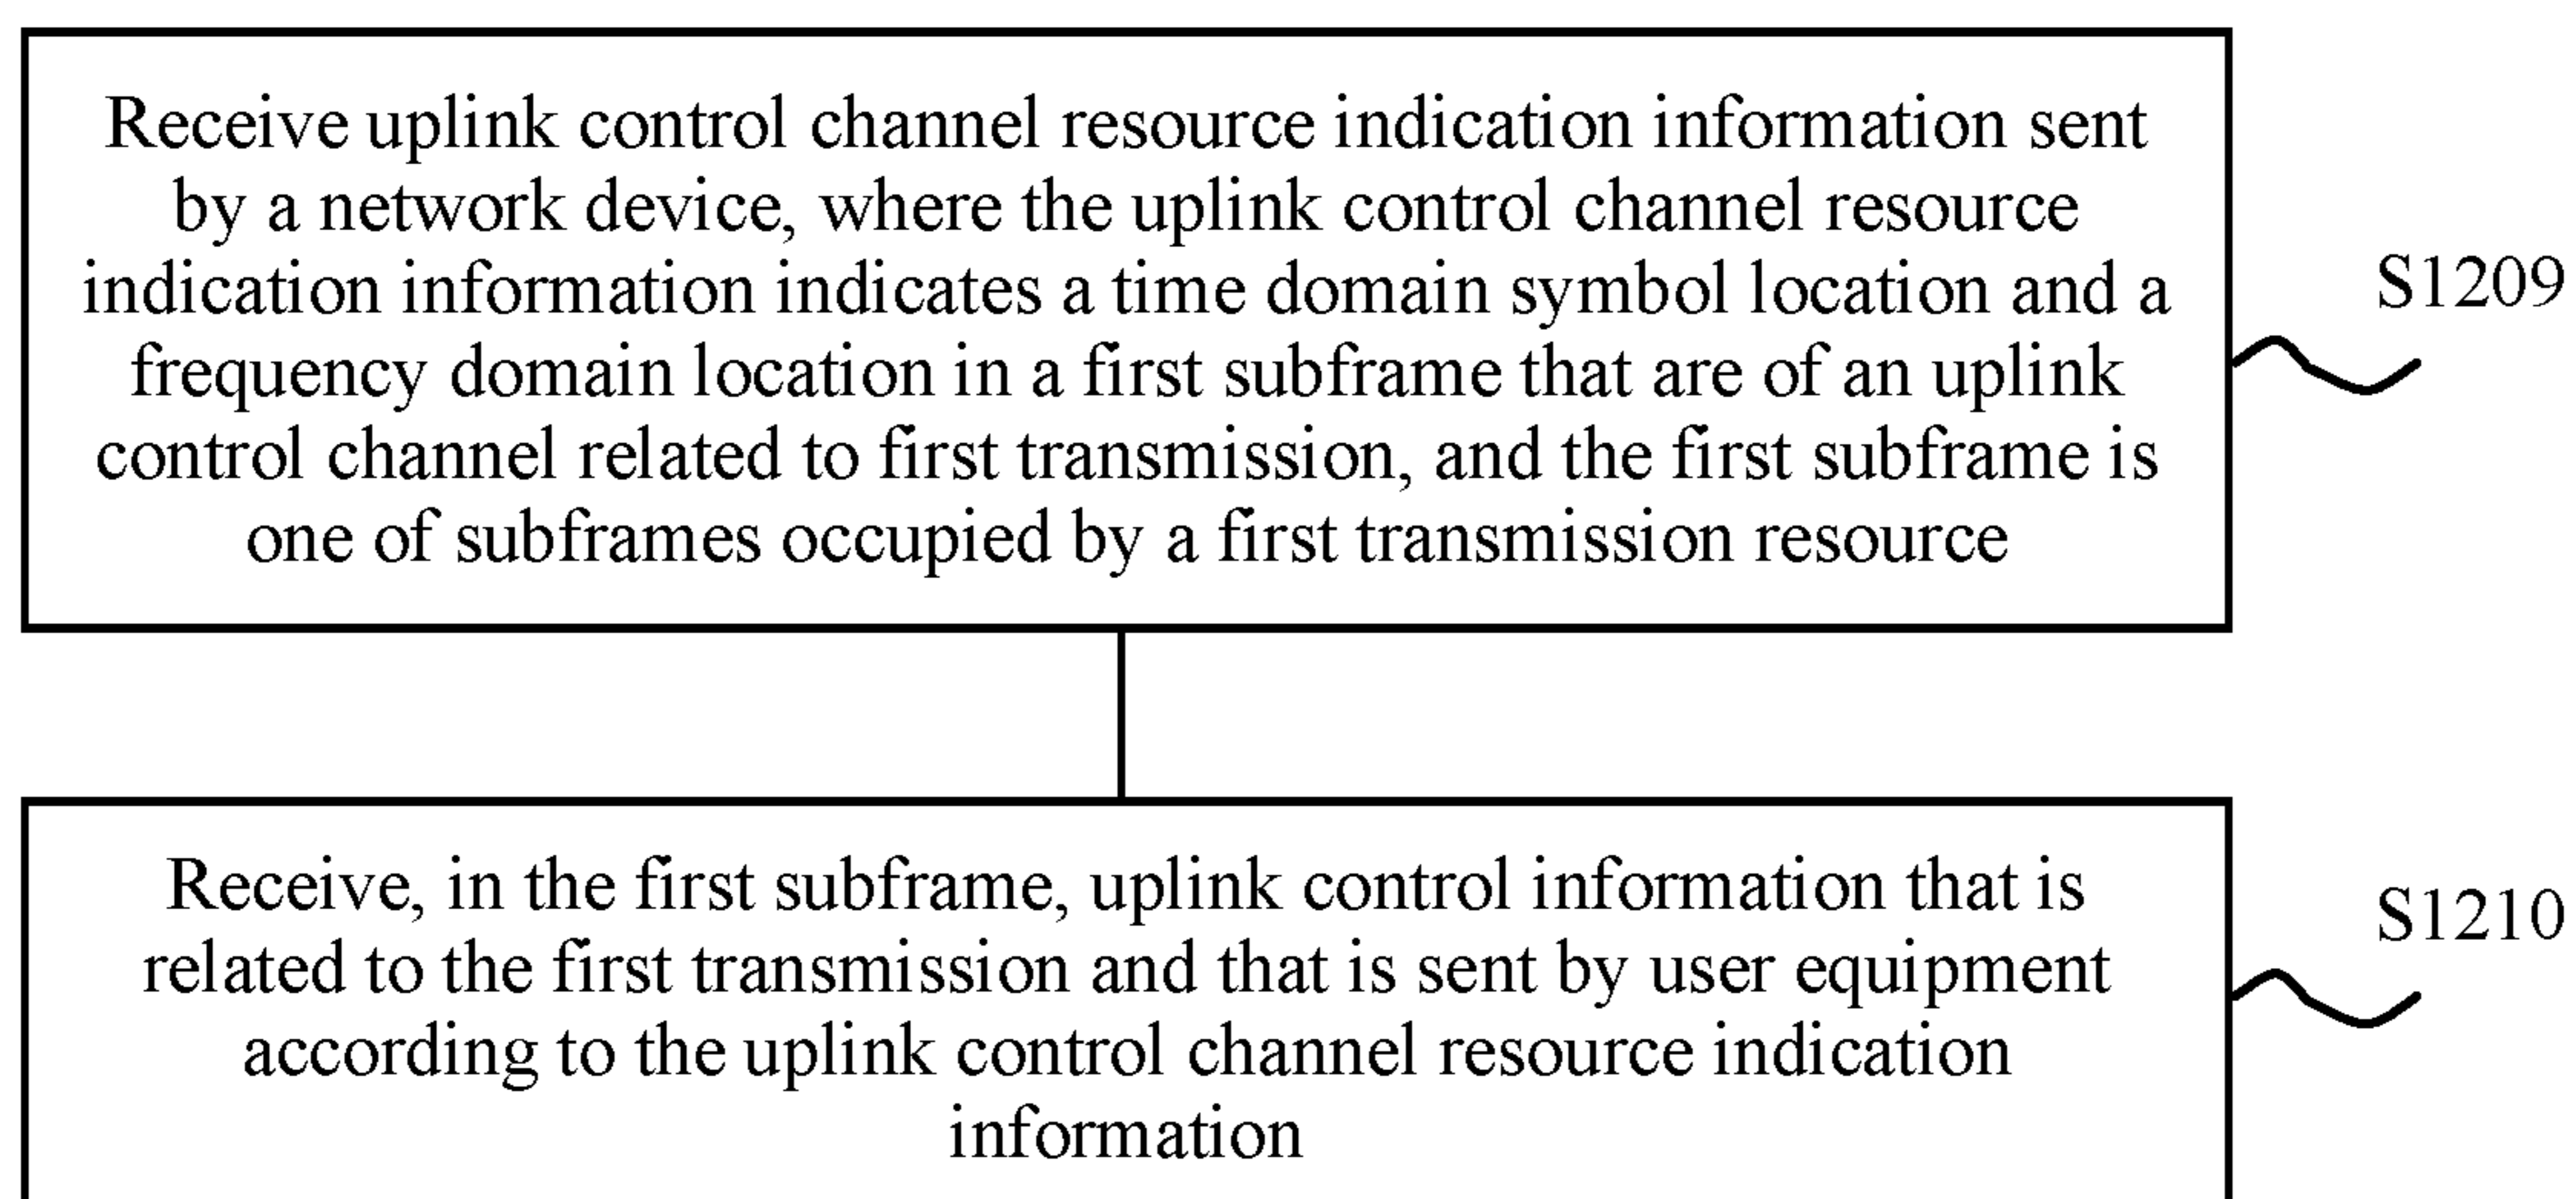 Receive uplink control channel resource indication information sent
by a network device, where the uplink control channel resource
indication information indicates a time domain symbol location and a
frequency domain location in a first subframe that are of an uplink
control channel related to first transmission, and the first subframe is
one of subframes occupied by a first transmission resource
S1209
Receive, in the first subframe, uplink control information that is
related to the first transmission and that is sent by user equipment
according to the uplink control channel resource indication
information
S1210